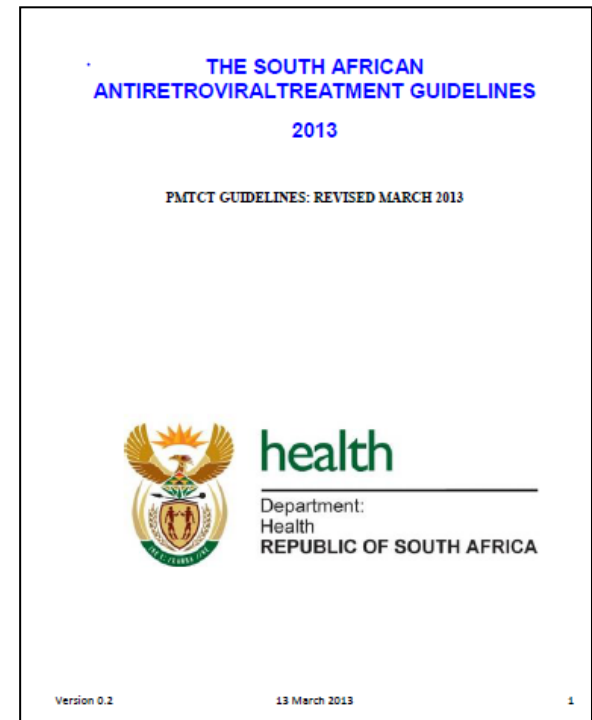 THE SOUTH AFRICAN
ANTIRETROVIRALTREATMENT GUIDELINES
2013
PMTCT GUIDELINES: REVISED MARCH 2013
health
Department:
Health
REPUBLIC OF SOUTH AFRICA
Version 0.2 13 March 2013 1